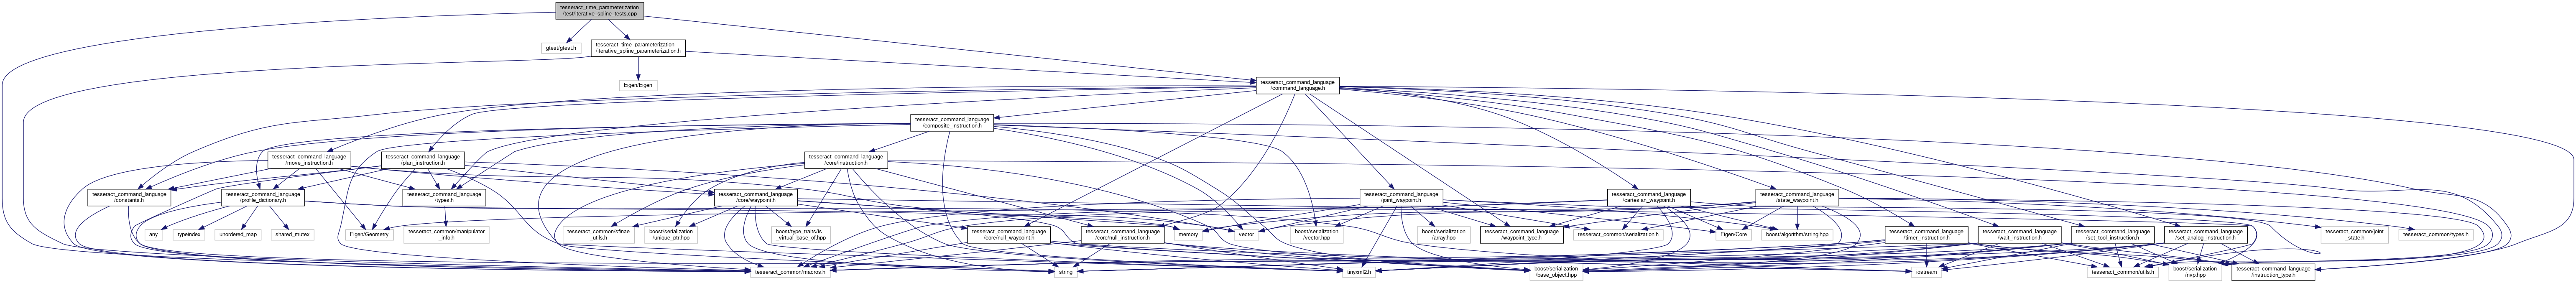 tesseract_time_parameterization
/test/iterative_spline_tests.cpp
gtest/gtest.h
tesseract_time_parameterization
/iterative_spline_parameterization.h
Eigen/Eigen
tesseract_command_language
/command_language.h
tesseract_command_language
/composite_instruction.h
tesseract_command_language
/move_instruction.h
tesseract_command_language
/plan_instruction.h
tesseract_command_language
/core/instruction.h
tesseract_command_language
/constants.h
tesseract_command_language
/profile_dictionary.h
tesseract_command_language
/types.h
tesseract_command_language
/core/waypoint.h
tesseract_command_language
/joint_waypoint.h
tesseract_command_language
/cartesian_waypoint.h
tesseract_command_language
/state_waypoint.h
any
typeindex
unordered_map
shared_mutex
Eigen/Geometry
tesseract_common/manipulator
_info.h
tesseract_common/sfinae
_utils.h
boost/serialization
/unique_ptr.hpp
boost/type_traits/is
_virtual_base_of.hpp
tesseract_command_language
/core/null_waypoint.h
tesseract_command_language
/core/null_instruction.h
memory
vector
boost/serialization
/vector.hpp
boost/serialization
/array.hpp
tesseract_command_language
/waypoint_type.h
tesseract_common/serialization.h
Eigen/Core
boost/algorithm/string.hpp
tesseract_command_language
/timer_instruction.h
tesseract_command_language
/wait_instruction.h
tesseract_command_language
/set_tool_instruction.h
tesseract_command_language
/set_analog_instruction.h
tesseract_common/joint
_state.h
tesseract_common/types.h
tesseract_common/macros.h
string
tinyxml2.h
boost/serialization
/base_object.hpp
iostream
tesseract_common/utils.h
boost/serialization
/nvp.hpp
tesseract_command_language
/instruction_type.h